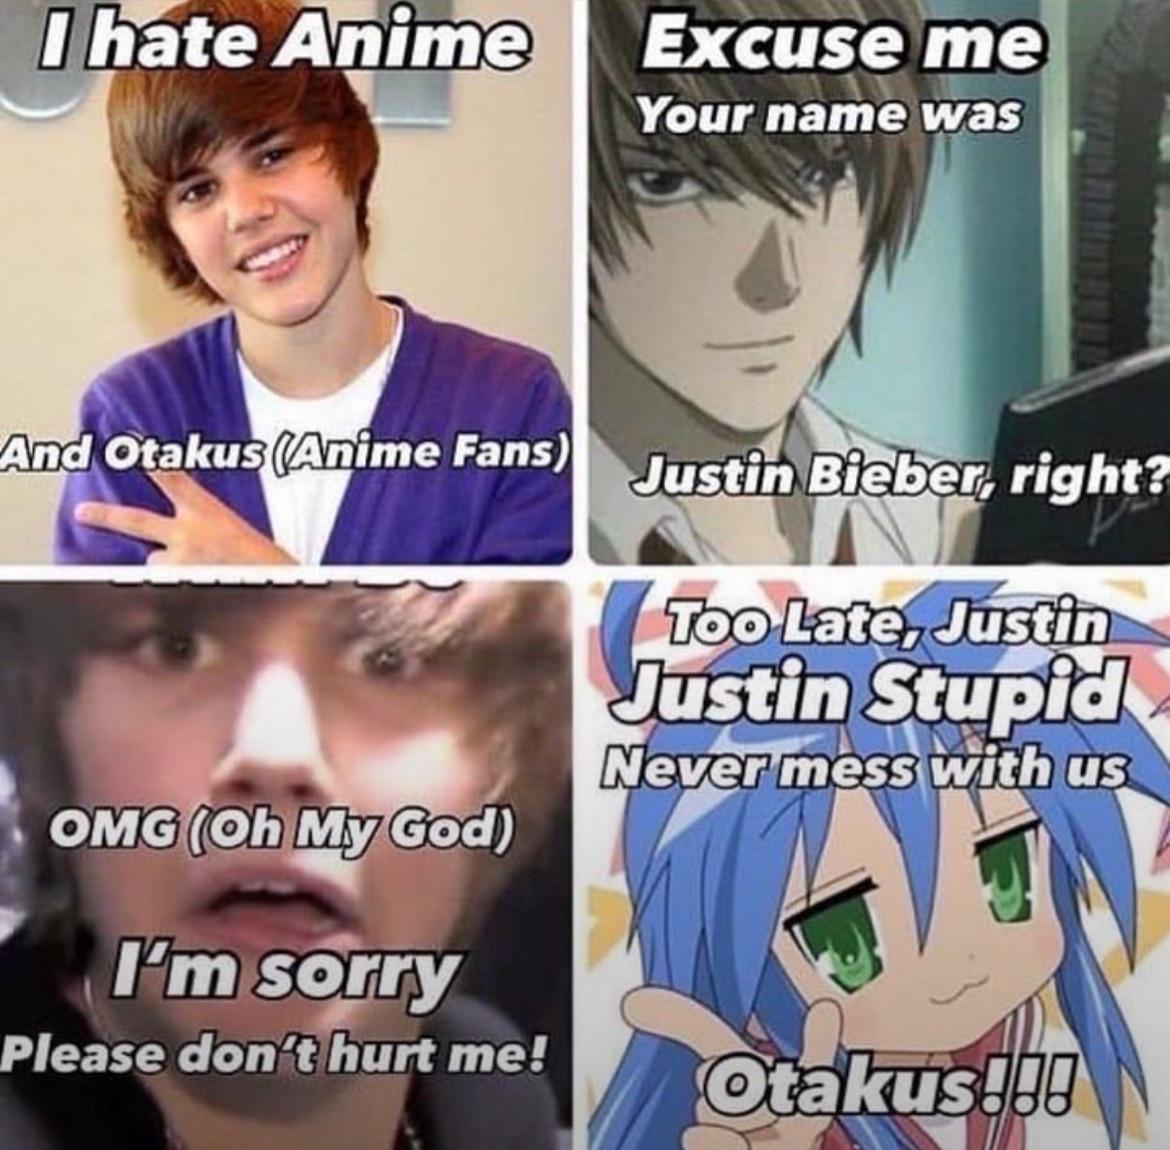 I hate Anime
And Otakus (Anime Fans)
Excuse me
Your name was
Justin Bieber, right?
OMG (Oh My God)
I'm sorry
Please don't hurt me!
Too Late, Justin
Justin Stupid
Never mess with us
Otakus!!!